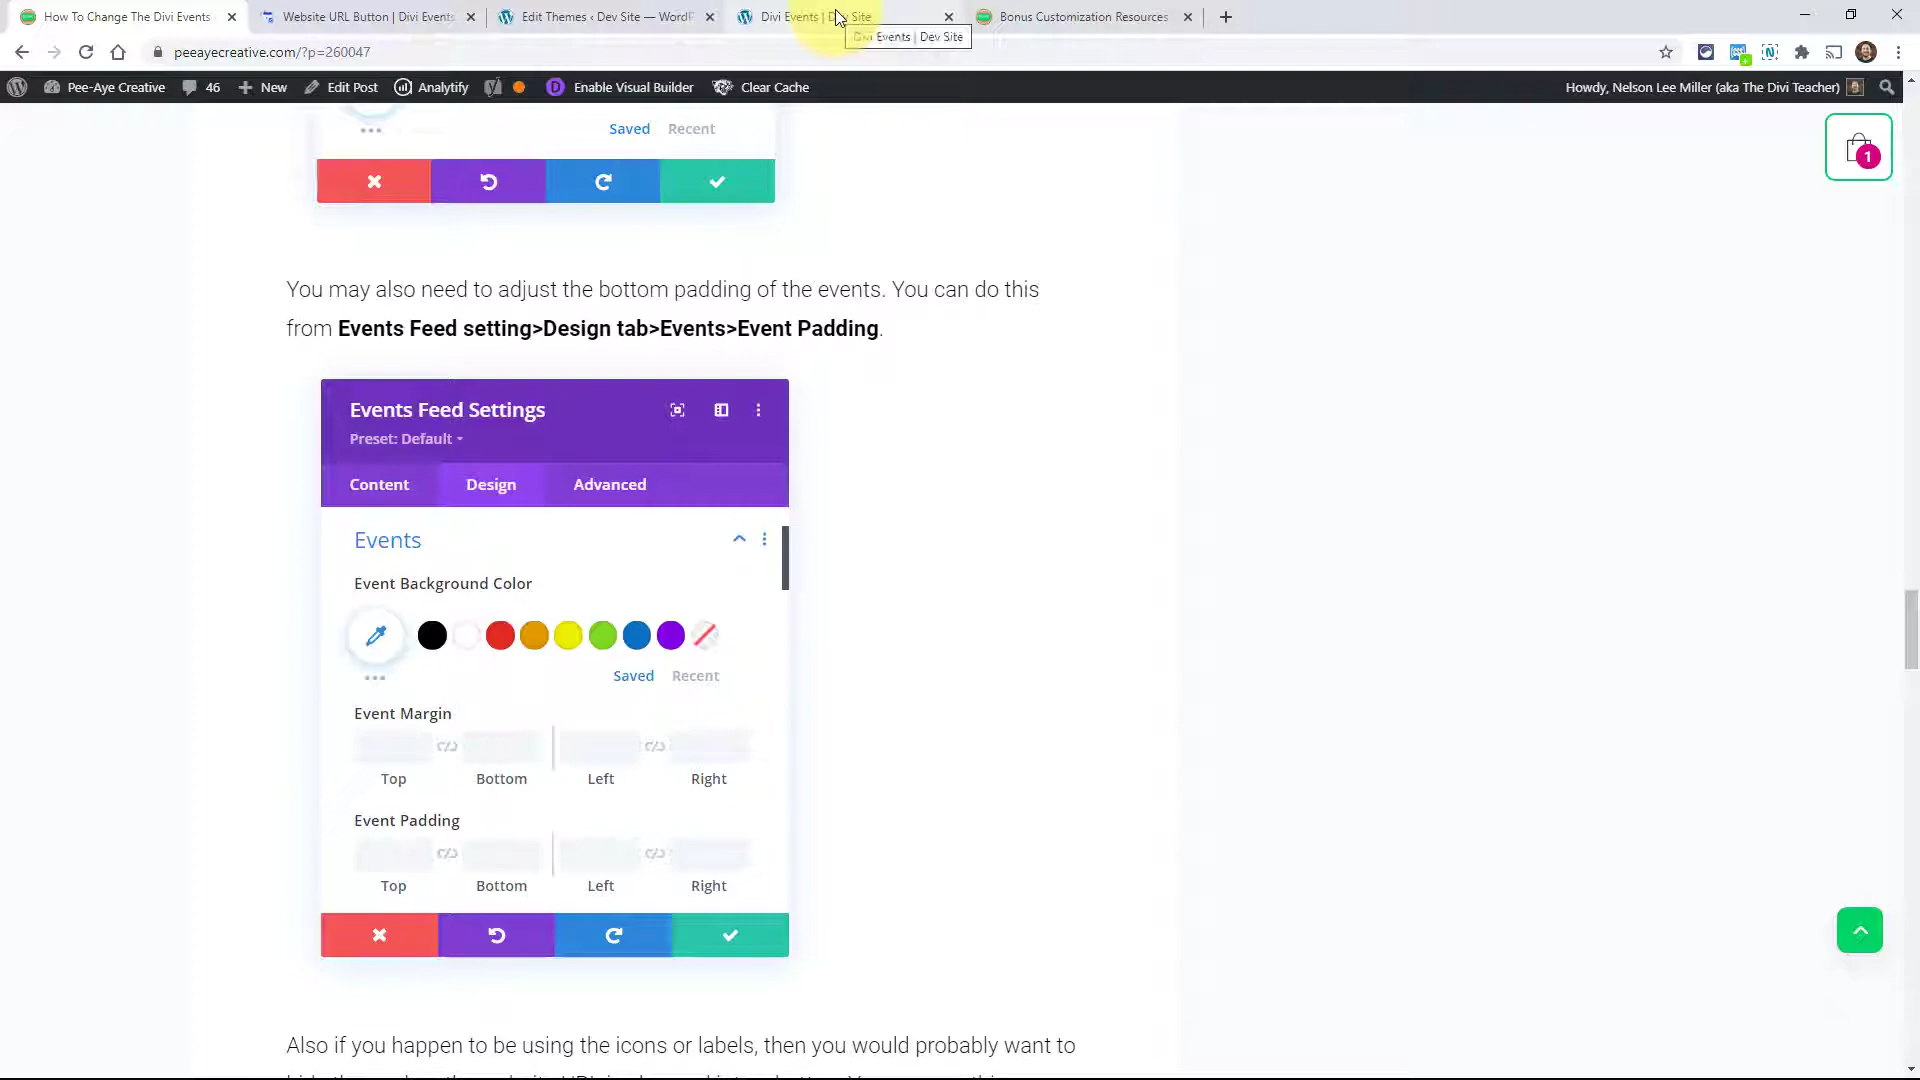 How To Change The Divi Events
Website URL Button | Divi Events
Edit Themes ‹ Dev Site — WordP
Divi Events | Dev Site
Bonus Customization Resources
Divi Events | Dev Site
peeayecreative.com/?p=260047
Pee-Aye Creative
46
New
Edit Post
Analytify
Enable Visual Builder
Clear Cache
Howdy, Nelson Lee Miller (aka The Divi Teacher)
Saved
Recent
1
You may also need to adjust the bottom padding of the events. You can do this
from Events Feed setting>Design tab>Events>Event Padding.
Events Feed Settings
Preset: Default
Content
Design
Advanced
Events
Event Background Color
Saved
Recent
Event Margin
Top
Bottom
Left
Right
Event Padding
Top
Bottom
Left
Right
Also if you happen to be using the icons or labels, then you would probably want to